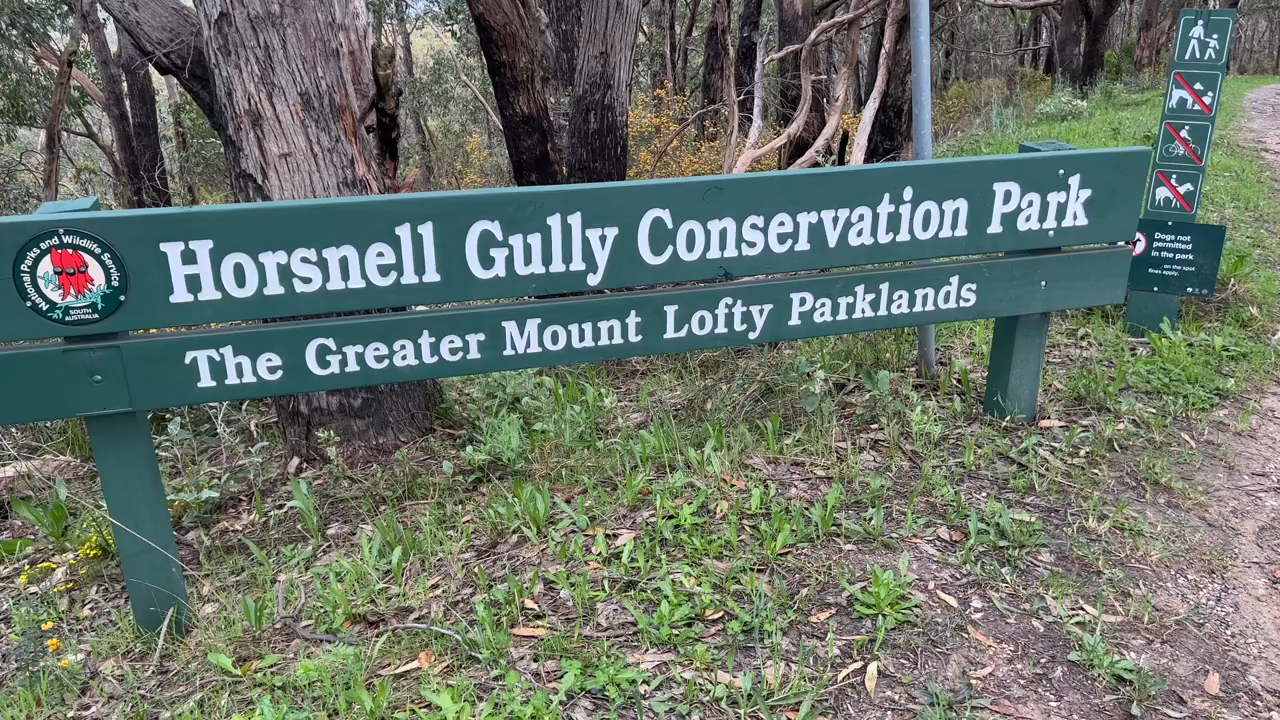 Horsnell Gully Conservation Park
The Greater Mount Lofty Parklands
National Parks and Wildlife Service
SOUTH
AUSTRALIA
Dogs not
permitted
in the park
on the spot
fines apply.